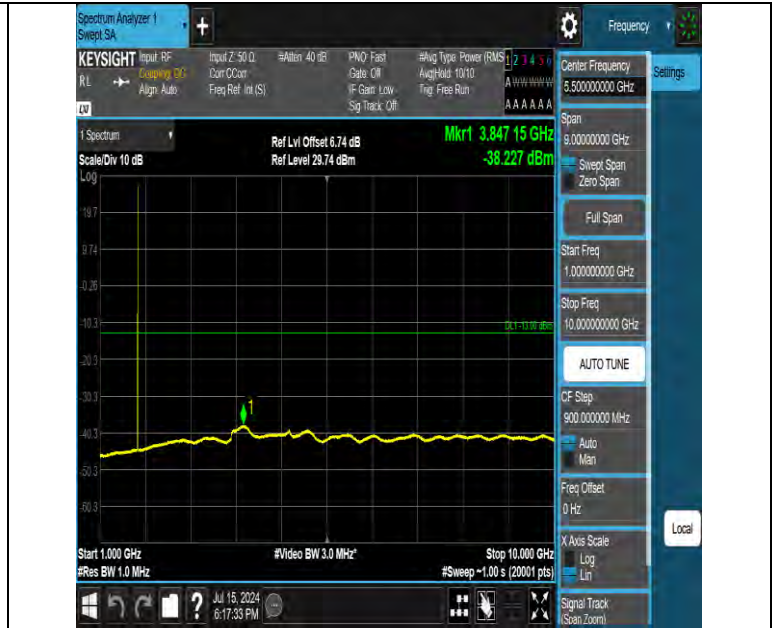 Spectrum Analyzer 1
Swept SA
+
Frequency
KEYSIGHT
RL
LV
Input: RF
Coupling: DC
Align: Auto
Input Z: 50 Ω
Corr CCorr
Freq Ref: Int (S)
#Atten: 40 dB
PNO: Fast
Gate: Off
IF Gain: Low
Sig Track: Off
#Avg Type: Power (RMS
Avg|Hold: 10/10
Trig: Free Run
1 2 3 4 5 6
A W W W W W
A A A A A A
1 Spectrum
Scale/Div 10 dB
Log
Ref Lvl Offset 6.74 dB
Ref Level 29.74 dBm
Mkr1 3.847 15 GHz
-38.227 dBm
19.7
9.74
-0.26
-10.3
-20.3
-30.3
-40.3
-50.3
-60.3
DL1 -13.00 dBm
1
Start 1.000 GHz
#Res BW 1.0 MHz
#Video BW 3.0 MHz*
Stop 10.000 GHz
#Sweep ~1.00 s (20001 pts)
Jul 15, 2024
6:17:33 PM
?
Center Frequency
5.500000000 GHz
Settings
Span
9.00000000 GHz
Swept Span
Zero Span
Full Span
Start Freq
1.000000000 GHz
Stop Freq
10.000000000 GHz
AUTO TUNE
CF Step
900.000000 MHz
Auto
Man
Freq Offset
0 Hz
Local
X Axis Scale
Log
Lin
Signal Track
(Span Zoom)